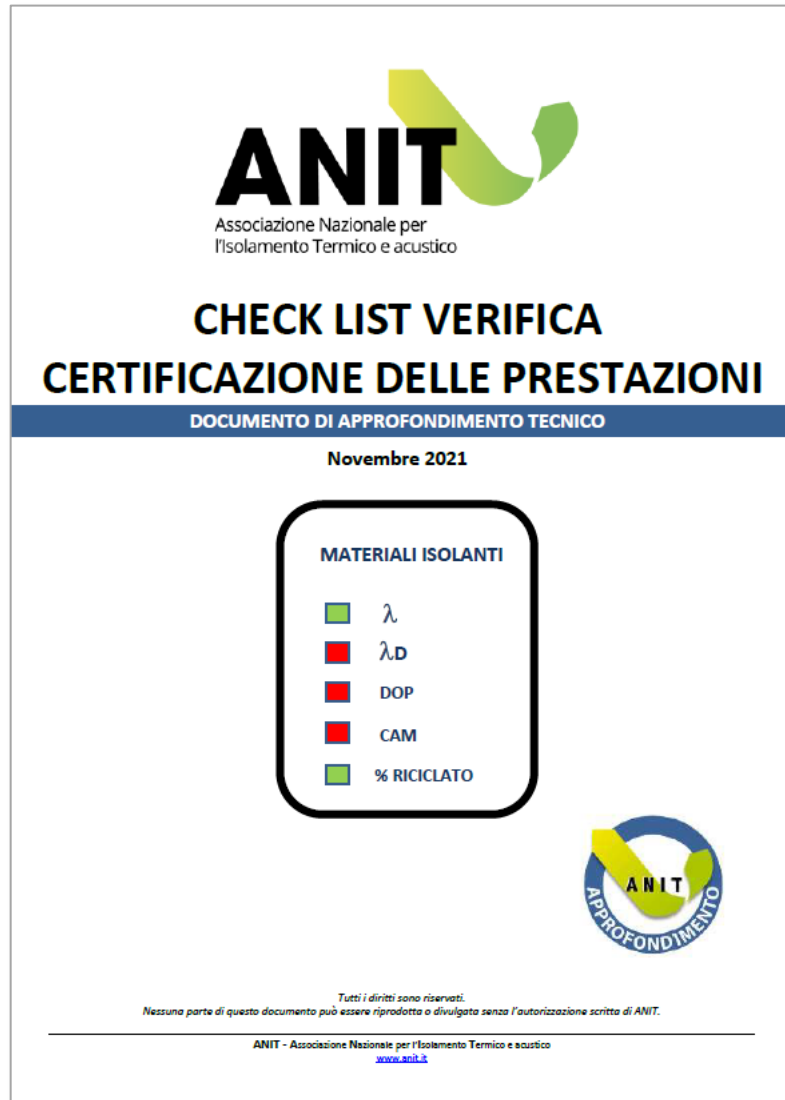 ANIT
Associazione Nazionale per
l'Isolamento Termico e acustico
CHECK LIST VERIFICA
CERTIFICAZIONE DELLE PRESTAZIONI
DOCUMENTO DI APPROFONDIMENTO TECNICO
Novembre 2021
MATERIALI ISOLANTI
λ
λD
DOP
CAM
% RICICLATO
ANIT
APPROFONDIMENTO
Tutti i diritti sono riservati.
Nessuna parte di questo documento può essere riprodotta o divulgata senza l'autorizzazione scritta di ANIT.
ANIT - Associazione Nazionale per l'Isolamento Termico e acustico
www.anit.it